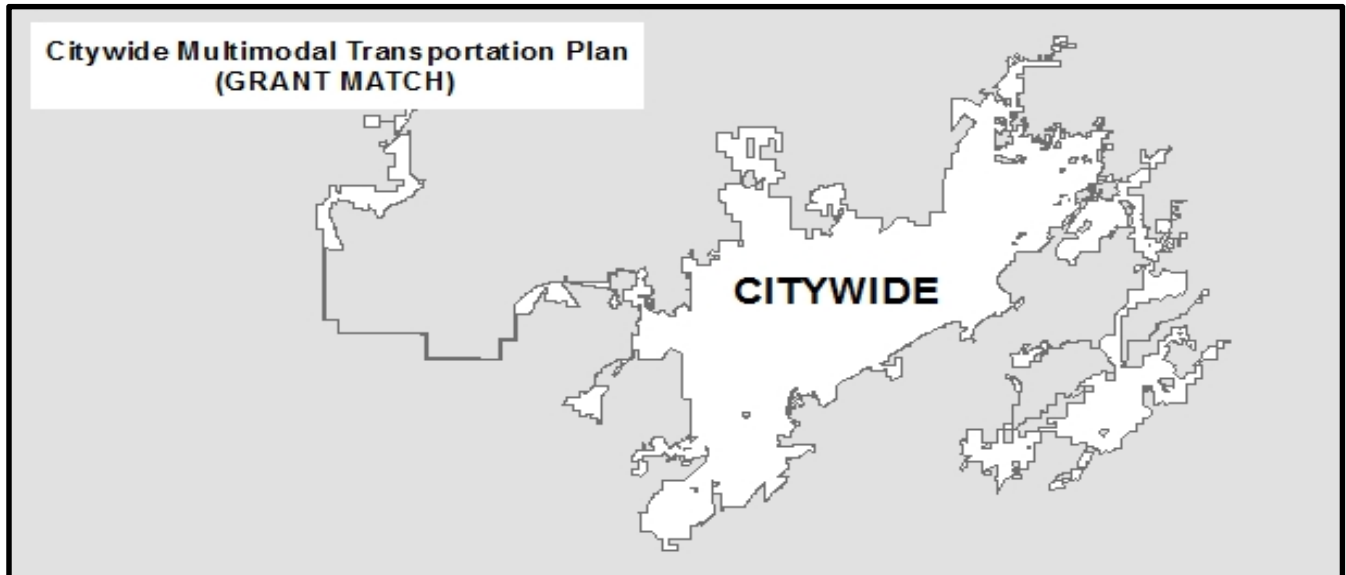 Citywide Multimodal Transportation Plan
(GRANT MATCH)
CITYWIDE